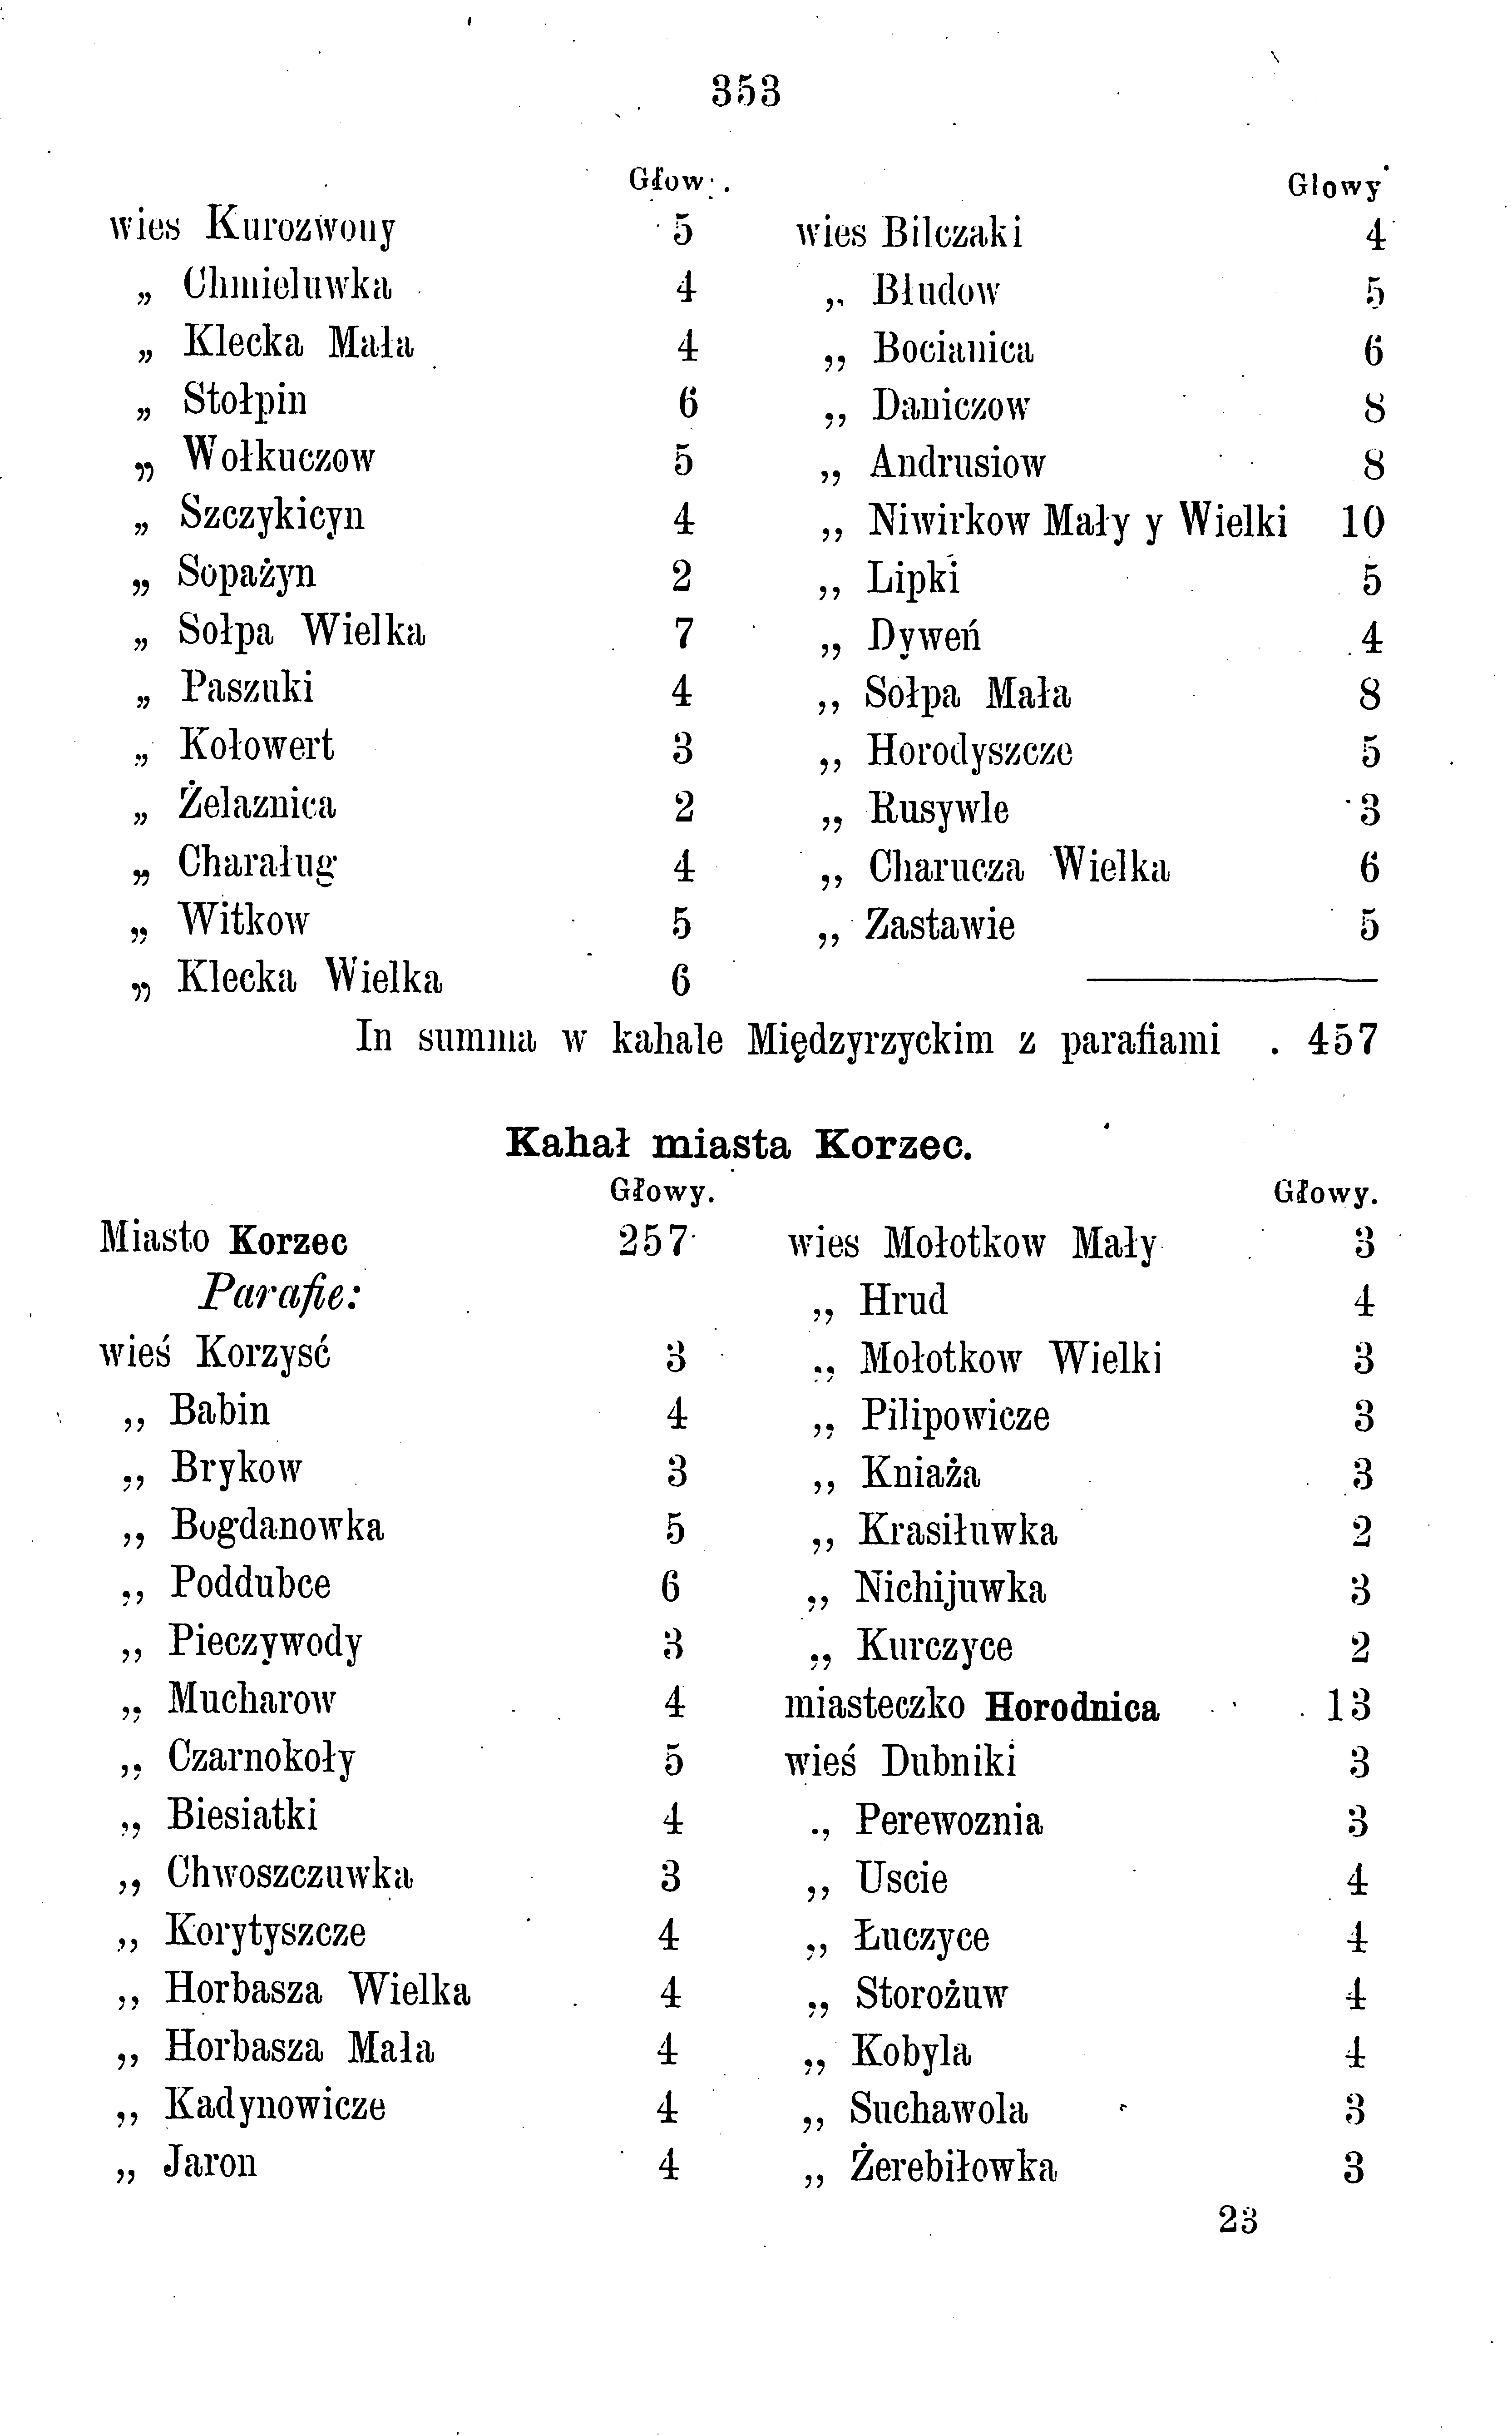 353
Głow .
wies Kurozwony 5
„ Chmieluwka 4
„ Klecka Mała 4
„ Stołpin 6
„ Wołkuczow 5
„ Szczykicyn 4
„ Sopażyn 2
„ Sołpa Wielka 7
„ Paszuki 4
„ Kołowert 3
„ Żelaznica 2
„ Charaług 4
„ Witkow 5
„ Klecka Wielka 6
Glowy
wies Bilczaki 4
„ Błudow 5
„ Bocianica 6
„ Daniczow 8
„ Andrusiow 8
„ Niwirkow Mały y Wielki 10
„ Lipki 5
„ Dyweń 4
„ Sołpa Mała 8
„ Horodyszcze 5
„ Rusywle 3
„ Charucza Wielka 6
„ Zastawie 5
In summa w kahale Międzyrzyckim z parafiami . 457
Kahał miasta Korzec.
Głowy.
Miasto Korzec 257
Parafie:
wieś Korzysć 3
„ Babin 4
„ Brykow 3
„ Bogdanowka 5
„ Poddubce 6
„ Pieczywody 3
„ Mucharow 4
„ Czarnokoły 5
„ Biesiatki 4
„ Chwoszczuwka 3
„ Korytyszcze 4
„ Horbasza Wielka 4
„ Horbasza Mała 4
„ Kadynowicze 4
„ Jaron 4
Głowy.
wies Mołotkow Mały 3
„ Hrud 4
„ Mołotkow Wielki 3
„ Pilipowicze 3
„ Kniaża 3
„ Krasiłuwka 2
„ Nichijuwka 3
„ Kurczyce 2
miasteczko Horodnica 13
wieś Dubniki 3
„ Perewoznia 3
„ Uscie 4
„ Łuczyce 4
„ Storożuw 4
„ Kobyla 4
„ Suchawola 3
„ Żerebiłowka 3
23